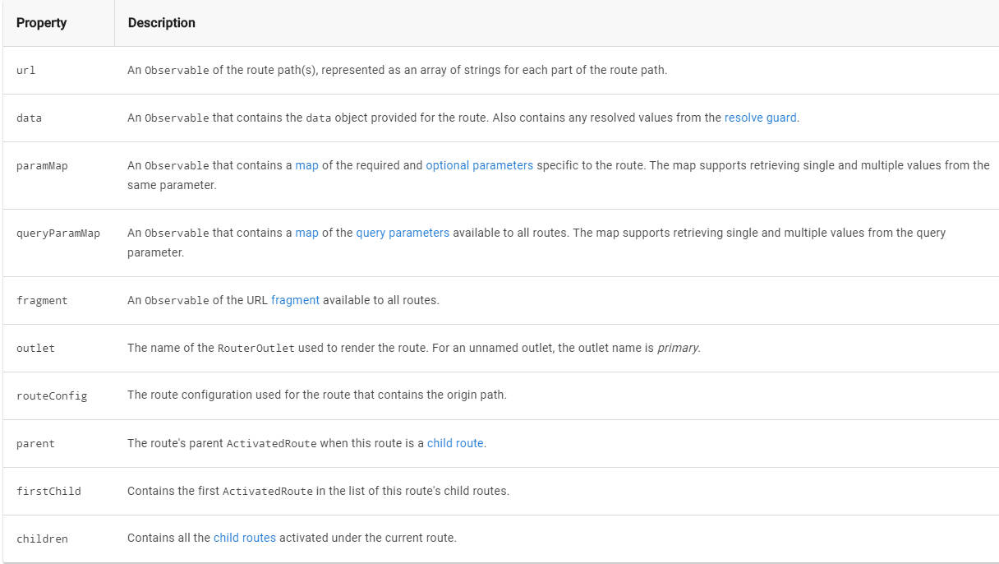 Property Description
url An Observable of the route path(s), represented as an array of strings for each part of the route path.
data An Observable that contains the data object provided for the route. Also contains any resolved values from the resolve guard.
paramMap An Observable that contains a map of the required and optional parameters specific to the route. The map supports retrieving single and multiple values from the
same parameter.
queryParamMap An Observable that contains a map of the query parameters available to all routes. The map supports retrieving single and multiple values from the query
parameter.
fragment An Observable of the URL fragment available to all routes.
outlet The name of the RouterOutlet used to render the route. For an unnamed outlet, the outlet name is primary.
routeConfig The route configuration used for the route that contains the origin path.
parent The route's parent ActivatedRoute when this route is a child route.
firstChild Contains the first ActivatedRoute in the list of this route's child routes.
children Contains all the child routes activated under the current route.